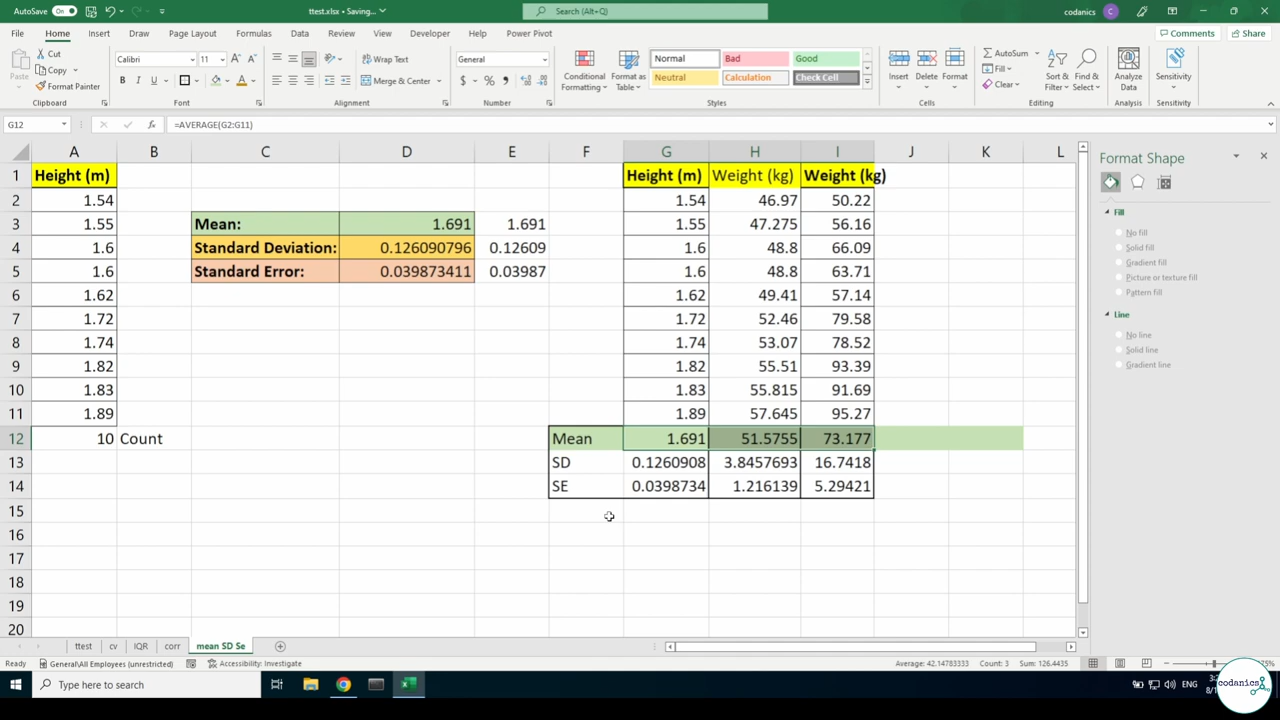 AutoSave On ttest.xlsx - Saving... Search (Alt+Q) codanics C
File Home Insert Draw Page Layout Formulas Data Review View Developer Help Power Pivot Comments Share
Paste Cut Copy Format Painter Clipboard
Calibri 11 B I U A A A Font
Wrap Text Merge & Center Alignment
General $ % Number
Conditional Formatting Format as Table Normal Bad Good Neutral Calculation Check Cell Styles
Insert Delete Format Cells
AutoSum Fill Clear Sort & Filter Find & Select Editing
Analyze Data Analysis
Sensitivity Sensitivity
G12 fx =AVERAGE(G2:G11)
A B C D E F G H I J K L
1 Height (m) Height (m) Weight (kg) Weight (kg)
2 1.54 1.54 46.97 50.22
3 1.55 Mean: 1.691 1.691 1.55 47.275 56.16
4 1.6 Standard Deviation: 0.126090796 0.12609 1.6 48.8 66.09
5 1.6 Standard Error: 0.039873411 0.03987 1.6 48.8 63.71
6 1.62 1.62 49.41 57.14
7 1.72 1.72 52.46 79.58
8 1.74 1.74 53.07 78.52
9 1.82 1.82 55.51 93.39
10 1.83 1.83 55.815 91.69
11 1.89 1.89 57.645 95.27
12 10 Count Mean 1.691 51.5755 73.177
13 SD 0.1260908 3.8457693 16.7418
14 SE 0.0398734 1.216139 5.29421
15
16
17
18
19
20
Format Shape
Fill
No fill
Solid fill
Gradient fill
Picture or texture fill
Pattern fill
Line
No line
Solid line
Gradient line
ttest cv IQR corr mean SD Se
Ready General\All Employees (unrestricted) Accessibility: Investigate Average: 42.14783333 Count: 3 Sum: 126.4435
Type here to search ENG
codanics